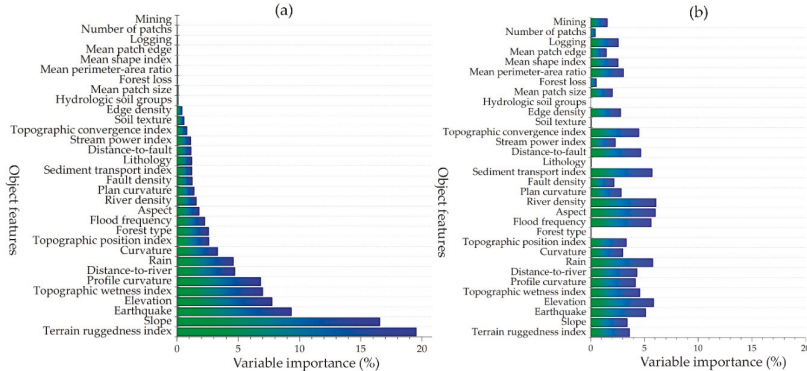 (a)
Object features
Mining
Number of patchs
Logging
Mean patch edge
Mean shape index
Mean perimeter-area ratio
Forest loss
Mean patch size
Hydrologic soil groups
Edge density
Soil texture
Topographic convergence index
Stream power index
Distance-to-fault
Lithology
Sediment transport index
Fault density
Plan curvature
River density
Aspect
Flood frequency
Forest type
Topographic position index
Curvature
Rain
Distance-to-river
Profile curvature
Topographic wetness index
Elevation
Earthquake
Slope
Terrain ruggedness index
0 5 10 15 20
Variable importance (%)
(b)
Object features
Mining
Number of patchs
Logging
Mean patch edge
Mean shape index
Mean perimeter-area ratio
Forest loss
Mean patch size
Hydrologic soil groups
Edge density
Soil texture
Topographic convergence index
Stream power index
Distance-to-fault
Lithology
Sediment transport index
Fault density
Plan curvature
River density
Aspect
Flood frequency
Forest type
Topographic position index
Curvature
Rain
Distance-to-river
Profile curvature
Topographic wetness index
Elevation
Earthquake
Slope
Terrain ruggedness index
0 5 10 15 20
Variable importance (%)